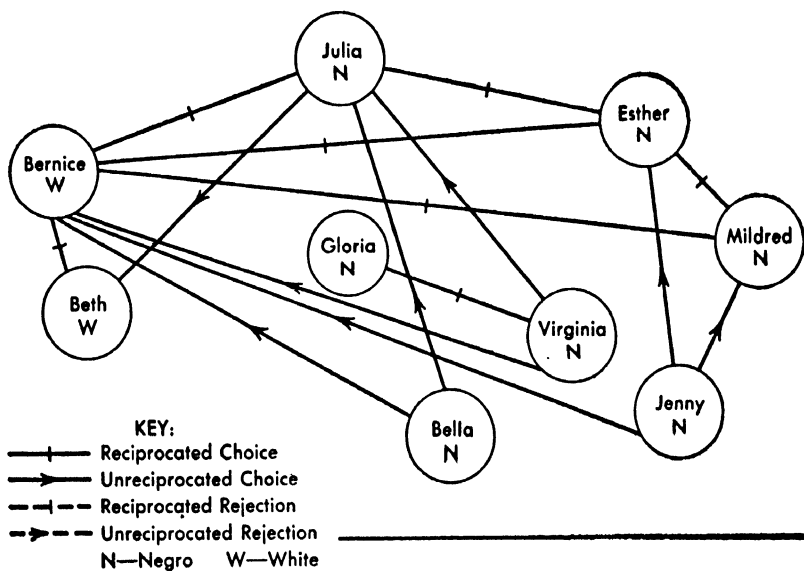 Julia
N
Esther
N
Bernice
W
Mildred
N
Gloria
N
Beth
W
Virginia
N
Jenny
N
Bella
N
KEY:
Reciprocated Choice
Unreciprocated Choice
Reciprocated Rejection
Unreciprocated Rejection
N—Negro W—White